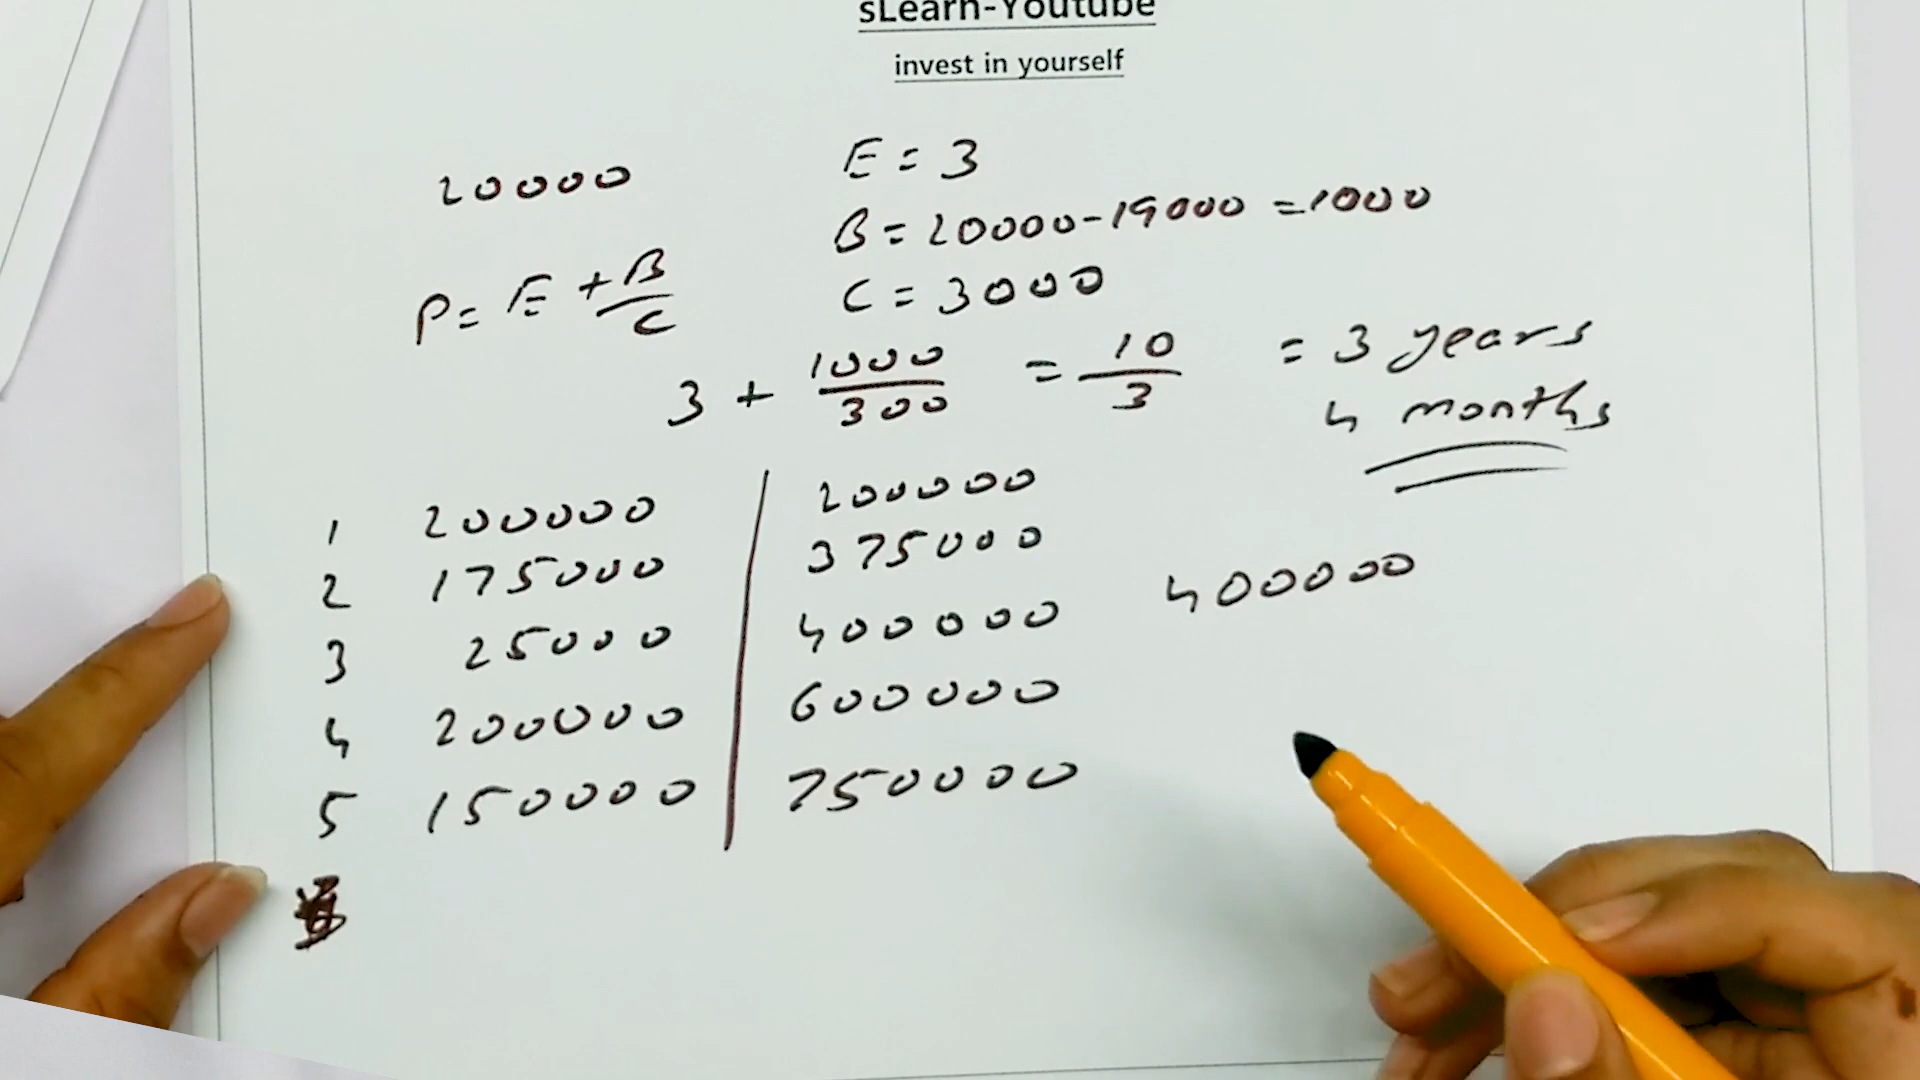 sLearn-Youtube
invest in yourself
20000
E = 3
B = 20000-19000 = 1000
P = E + B/C
C = 3000
3 + 1000/300 = 10/3 = 3 years
4 months
1 200000 | 200000
2 175000 | 375000
400000
3 25000 | 400000
4 200000 | 600000
5 150000 | 750000